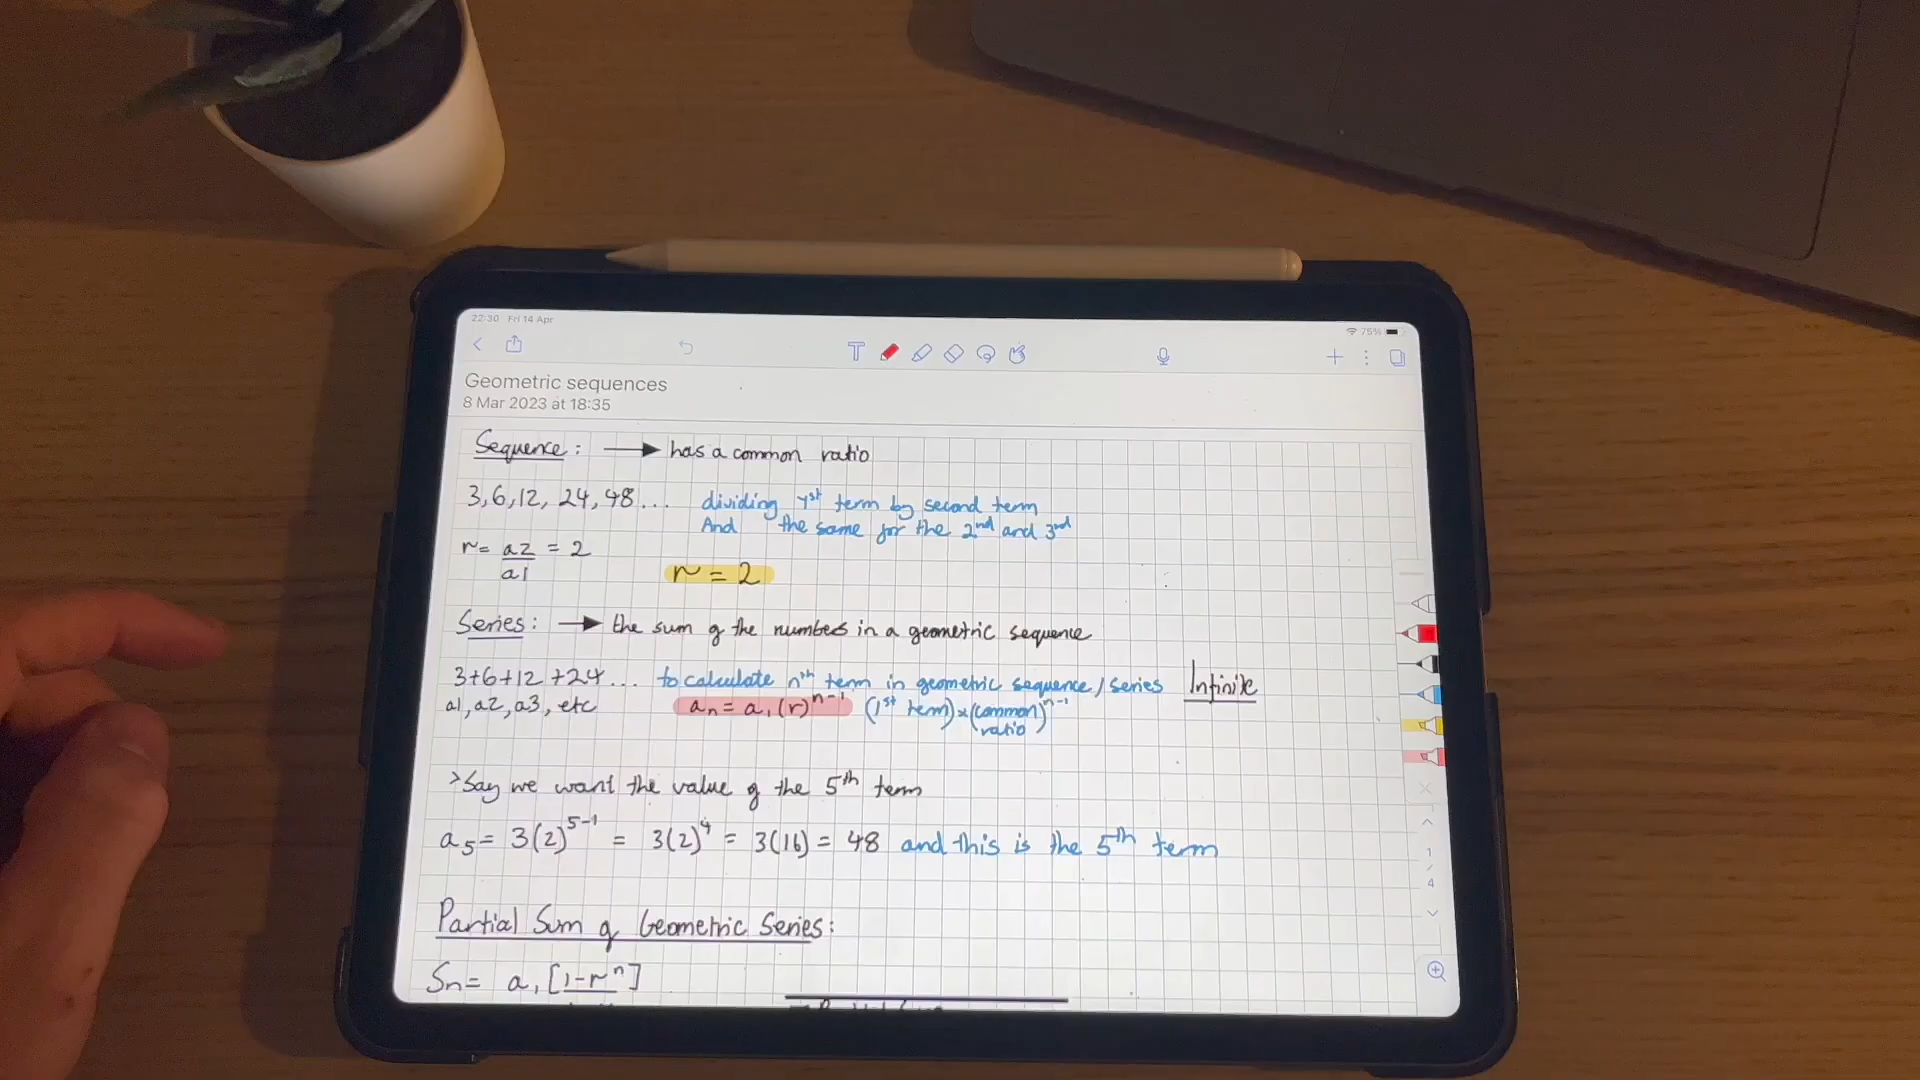 22:30 Fri 14 Apr
75%
Geometric sequences
8 Mar 2023 at 18:35
Sequence: → has a common ratio
3, 6, 12, 24, 48... dividing 1st term by second term
And the same for the 2nd and 3rd
r = a2/a1 = 2
r = 2
Series: → the sum of the numbers in a geometric sequence
3+6+12+24... to calculate nth term in geometric sequence/series Infinite
a1, a2, a3, etc aₙ = a₁(r)ⁿ⁻¹ (1st term)×(common ratio)ⁿ⁻¹
>Say we want the value of the 5th term
a₅ = 3(2)⁵⁻¹ = 3(2)⁴ = 3(16) = 48 and this is the 5th term
Partial Sum of Geometric Series:
Sₙ = a₁[1-rⁿ]
1
/
4